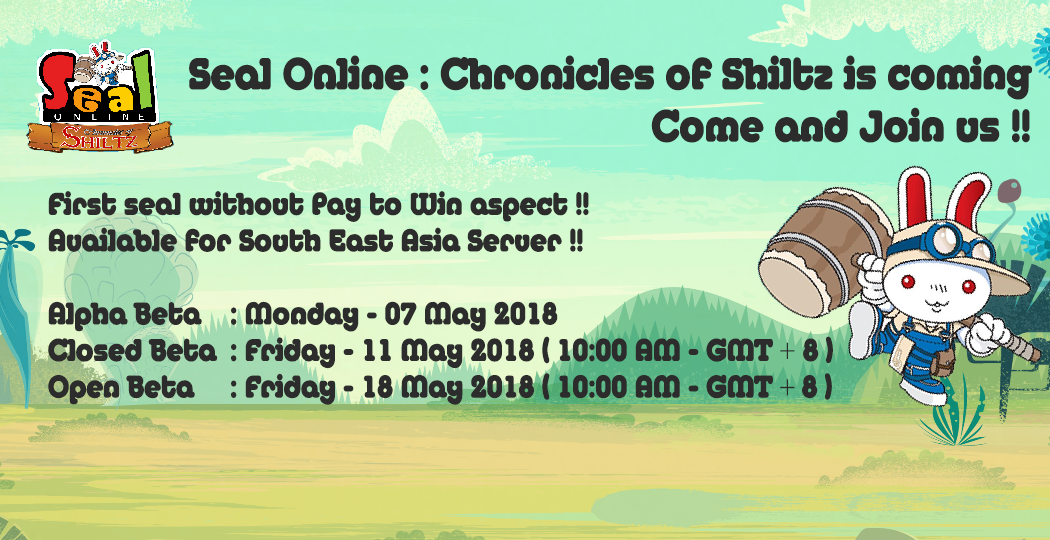 Seal
ONLINE
SHILTZ
Seal Online : Chronicles of Shiltz is coming
Come and Join us !!
First seal without Pay to Win aspect !!
Available for South East Asia Server !!
Alpha Beta : Monday - 07 May 2018
Closed Beta : Friday - 11 May 2018 ( 10:00 AM - GMT + 8 )
Open Beta : Friday - 18 May 2018 ( 10:00 AM - GMT + 8 )